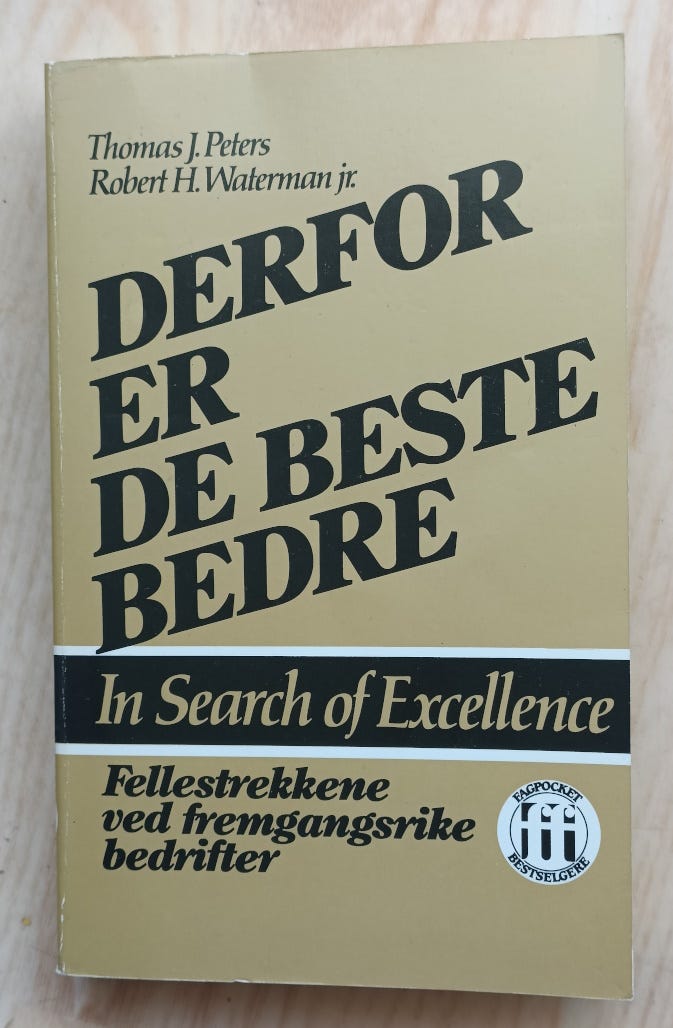 Thomas J. Peters
Robert H. Waterman jr.
DERFOR
ER
DE BESTE
BEDRE
In Search of Excellence
Fellestrekkene
ved fremgangsrike
bedrifter
FAGPOCKET
ffi
BESTSELGERE